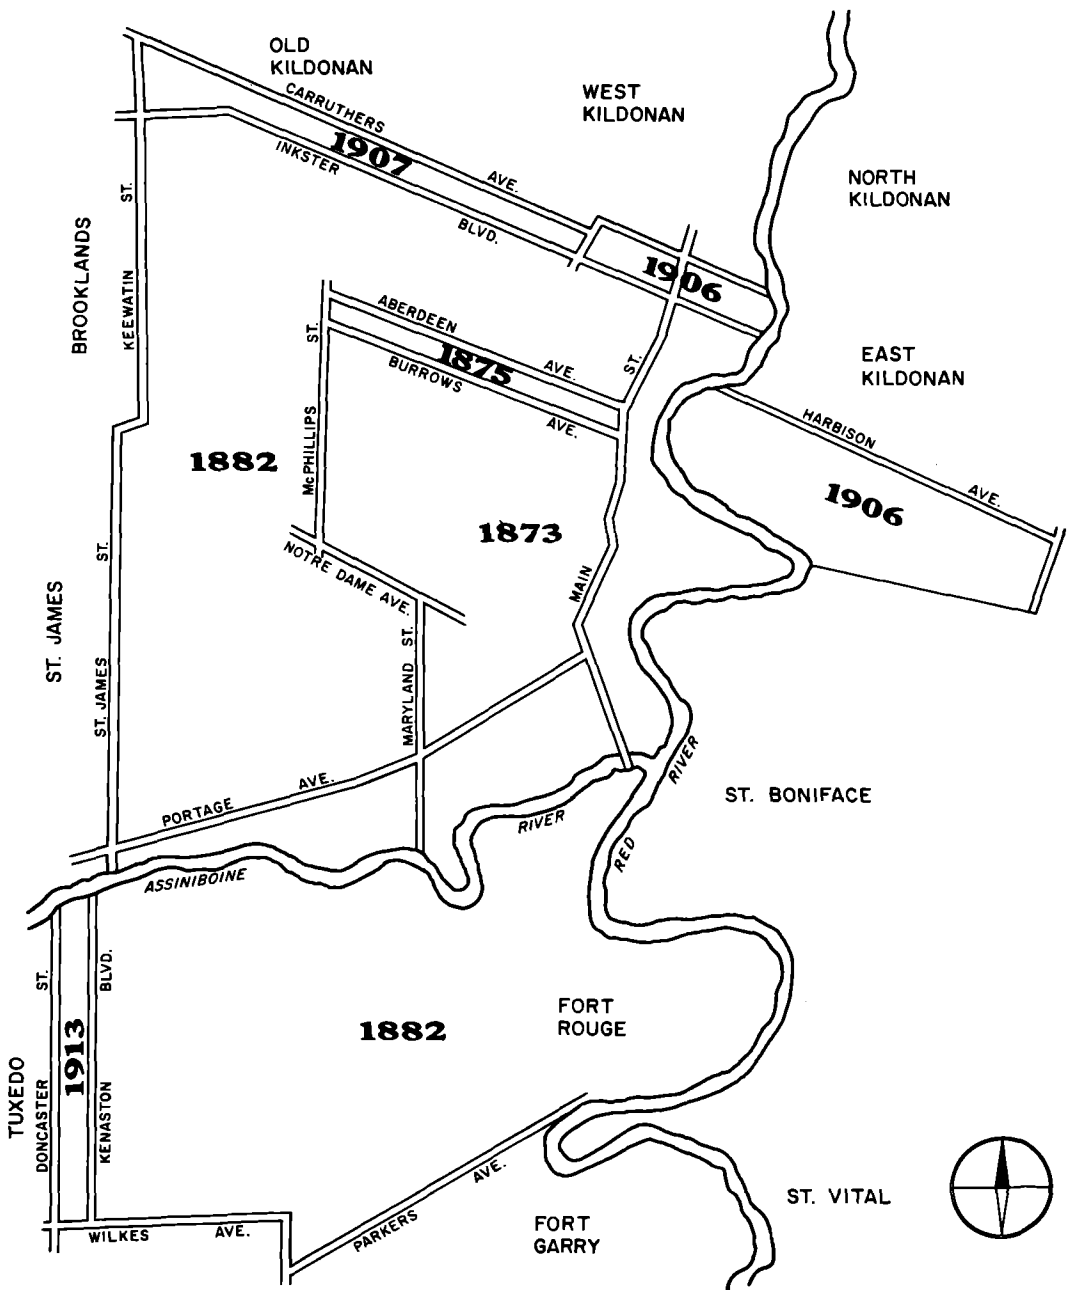 OLD
KILDONAN
WEST
KILDONAN
CARRUTHERS AVE.
1907
INKSTER BLVD.
NORTH
KILDONAN
BROOKLANDS
KEEWATIN ST.
1906
ABERDEEN AVE.
1875
BURROWS AVE.
ST.
EAST
KILDONAN
HARBISON AVE.
1906
1882
McPHILLIPS ST.
1873
NOTRE DAME AVE.
MAIN
ST. JAMES
ST. JAMES ST.
MARYLAND ST.
PORTAGE AVE.
ASSINIBOINE RIVER
RED RIVER
ST. BONIFACE
TUXEDO
DONCASTER ST.
1913
KENASTON BLVD.
1882
FORT
ROUGE
WILKES AVE.
PARKERS AVE.
FORT
GARRY
ST. VITAL